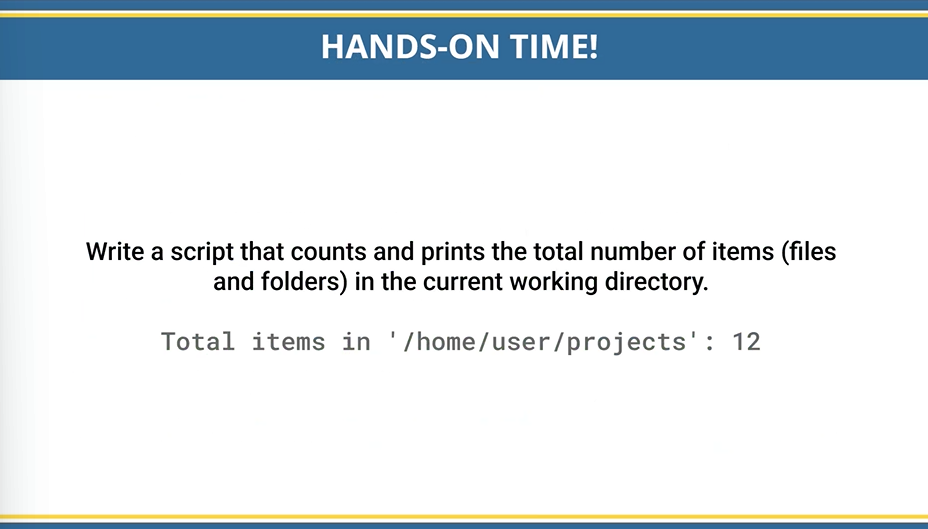 HANDS-ON TIME!
Write a script that counts and prints the total number of items (files
and folders) in the current working directory.
Total items in '/home/user/projects': 12